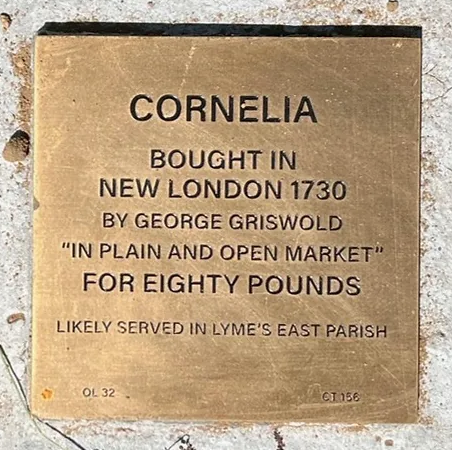 CORNELIA
BOUGHT IN
NEW LONDON 1730
BY GEORGE GRISWOLD
"IN PLAIN AND OPEN MARKET"
FOR EIGHTY POUNDS
LIKELY SERVED IN LYME'S EAST PARISH
OL 32 CT 156